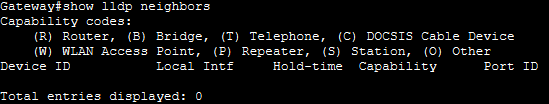 Gateway#show lldp neighbors
Capability codes:
    (R) Router, (B) Bridge, (T) Telephone, (C) DOCSIS Cable Device
    (W) WLAN Access Point, (P) Repeater, (S) Station, (O) Other
Device ID           Local Intf     Hold-time  Capability      Port ID
Total entries displayed: 0